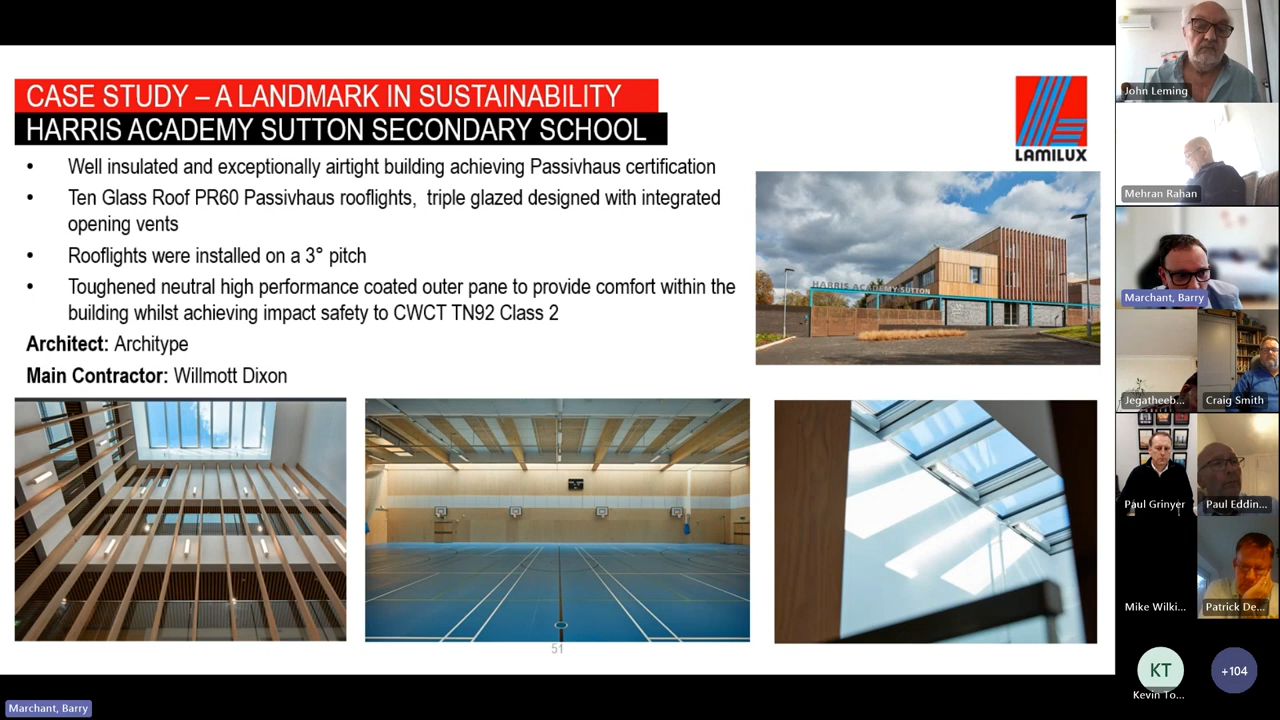 CASE STUDY – A LANDMARK IN SUSTAINABILITY
HARRIS ACADEMY SUTTON SECONDARY SCHOOL
LAMILUX
• Well insulated and exceptionally airtight building achieving Passivhaus certification
• Ten Glass Roof PR60 Passivhaus rooflights, triple glazed designed with integrated
opening vents
• Rooflights were installed on a 3° pitch
• Toughened neutral high performance coated outer pane to provide comfort within the
building whilst achieving impact safety to CWCT TN92 Class 2
Architect: Architype
Main Contractor: Willmott Dixon
HARRIS ACADEMY SUTTON
51
John Leming
Mehran Rahan
Marchant, Barry
Jegatheeb...
Craig Smith
Paul Grinyer
Paul Eddin...
Mike Wilki...
Patrick De...
KT
Kevin To...
+104
Marchant, Barry